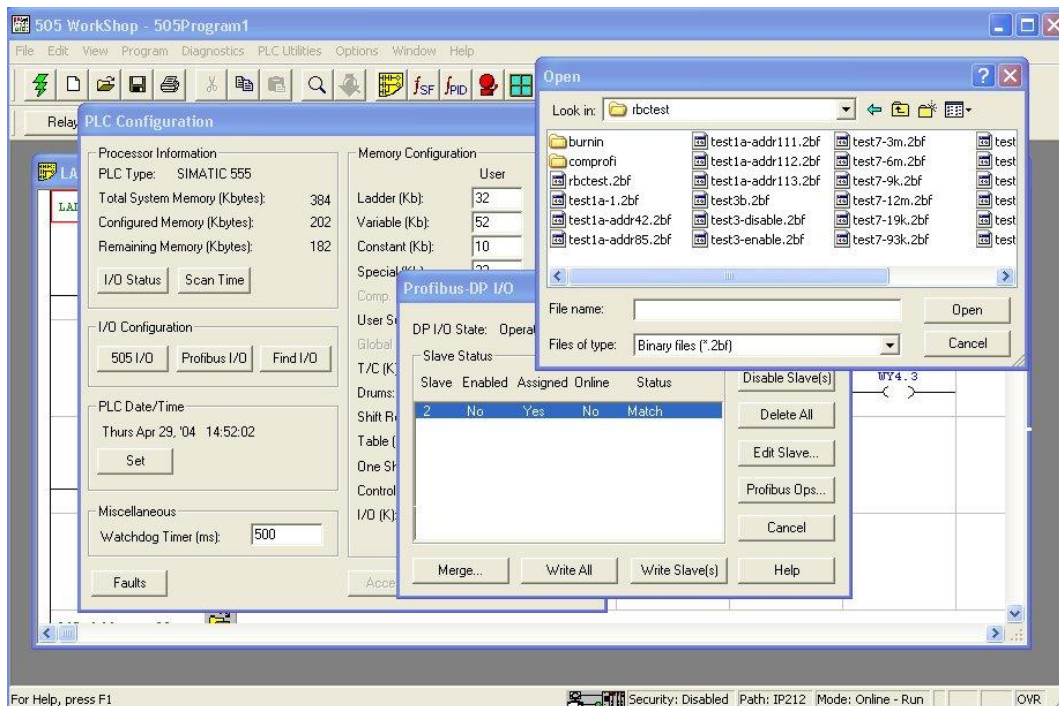 505 WorkShop - 505Program1
File Edit View Program Diagnostics PLC Utilities Options Window Help
SF PID
Relay
PLC Configuration
Processor Information
PLC Type: SIMATIC 555
Total System Memory (Kbytes): 384
Configured Memory (Kbytes): 202
Remaining Memory (Kbytes): 182
I/O Status Scan Time
I/O Configuration
505 I/O Profibus I/O Find I/O
PLC Date/Time
Thurs Apr 29, '04 14:52:02
Set
Miscellaneous
Watchdog Timer (ms): 500
Faults
Memory Configuration
User
Ladder (Kb): 32
Variable (Kb): 52
Constant (Kb): 10
Special
Comp.
User
Global
T/C (K)
Drums:
Shift
Table
One
Control
I/O (K):
Profibus-DP I/O
DP I/O State:
Slave Status
Slave Enabled Assigned Online Status
2 No Yes No Match
Disable Slave(s)
Delete All
Edit Slave...
Profibus Ops...
Cancel
Merge... Write All Write Slave(s) Help
Open
Look in: rbctest
burnin test1a-addr111.2bf test7-3m.2bf test
comprofi test1a-addr112.2bf test7-6m.2bf test
rbctest.2bf test1a-addr113.2bf test7-9k.2bf test
test1a-1.2bf test3b.2bf test7-12m.2bf test
test1a-addr42.2bf test3-disable.2bf test7-19k.2bf test
test1a-addr85.2bf test3-enable.2bf test7-93k.2bf test
File name: Open
Files of type: Binary files (*.2bf) Cancel
WY4.3
For Help, press F1 Security: Disabled Path: IP212 Mode: Online - Run OVR